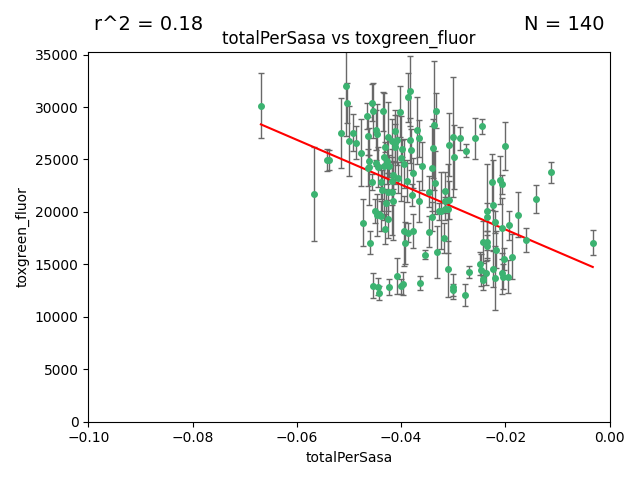 r^2 = 0.18
N = 140
totalPerSasa vs toxgreen_fluor
35000
30000
25000
20000
15000
10000
5000
0
toxgreen_fluor
−0.10
−0.08
−0.06
−0.04
−0.02
0.00
totalPerSasa